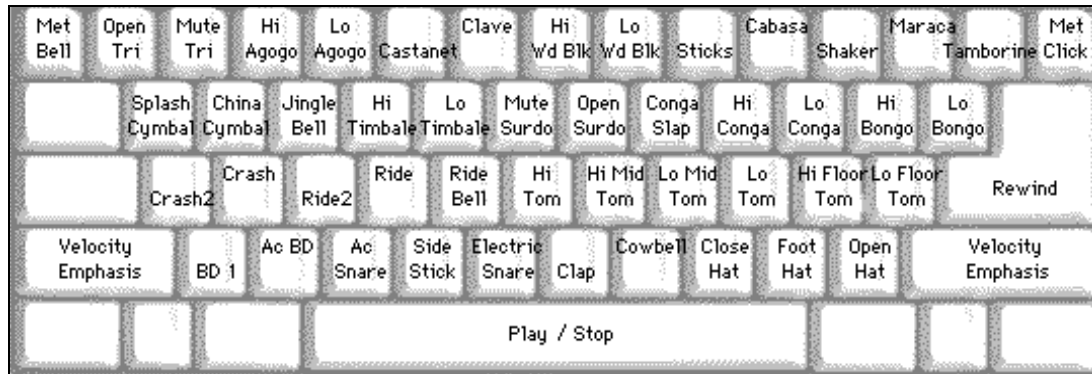 Met Bell Open Tri Mute Tri Hi Agogo Lo Agogo Castanet Clave Hi Wd Blk Lo Wd Blk Sticks Cabasa Shaker Maraca Tamborine Met Click
Splash Cymbal China Cymbal Jingle Bell Hi Timbale Lo Timbale Mute Surdo Open Surdo Conga Slap Hi Conga Lo Conga Hi Bongo Lo Bongo
Crash2 Crash Ride2 Ride Ride Bell Hi Tom Hi Mid Tom Lo Mid Tom Lo Tom Hi Floor Tom Lo Floor Tom Rewind
Velocity Emphasis BD 1 Ac BD Ac Snare Side Stick Electric Snare Clap Cowbell Close Hat Foot Hat Open Hat Velocity Emphasis
Play / Stop